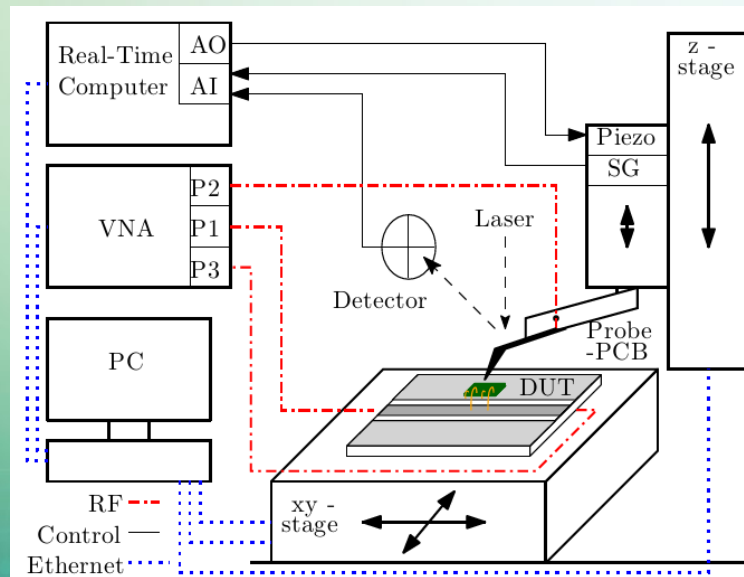 Real-Time
Computer
AO
AI
z -
stage
Piezo
SG
VNA
P2
P1
P3
Laser
Detector
Probe
-PCB
PC
DUT
xy -
stage
RF
Control
Ethernet